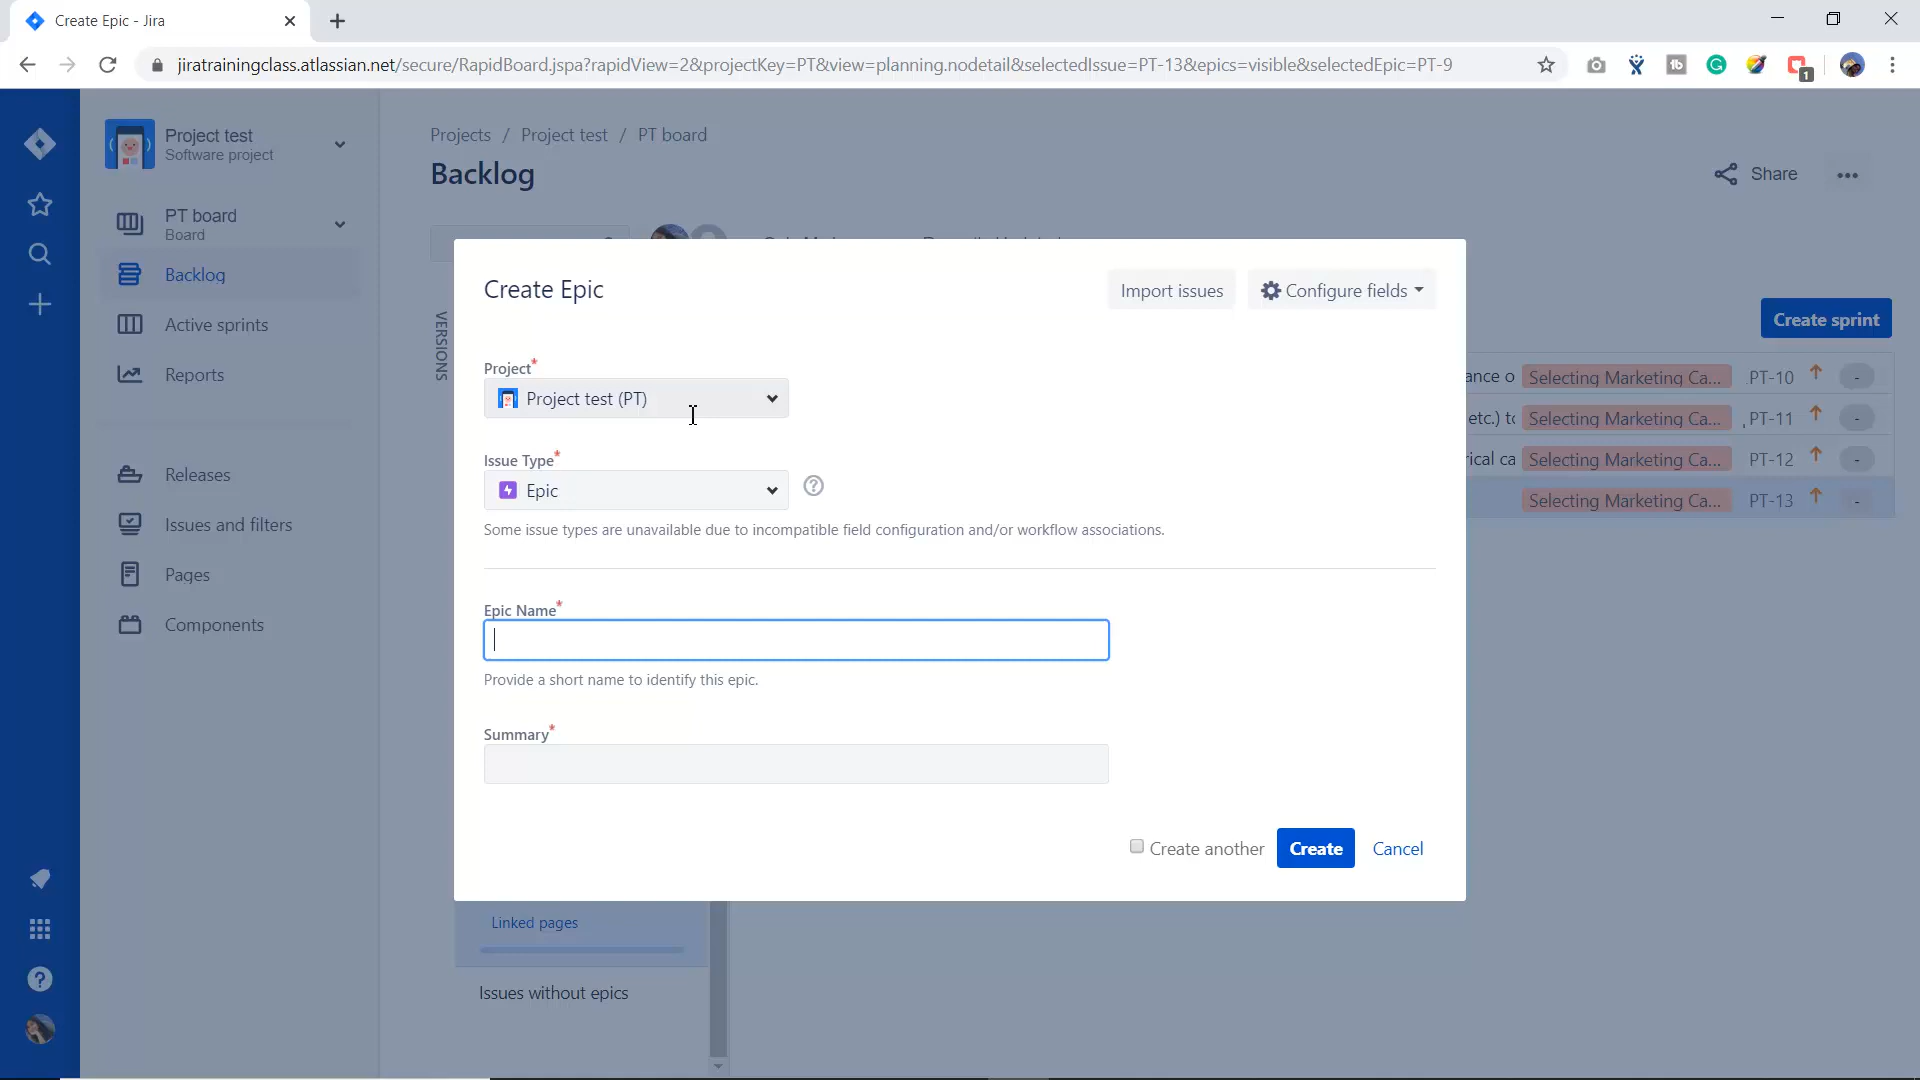 Create Epic - Jira
jiratrainingclass.atlassian.net/secure/RapidBoard.jspa?rapidView=2&projectKey=PT&view=planning.nodetail&selectedIssue=PT-13&epics=visible&selectedEpic=PT-9
1
Project test
Software project
PT board
Board
Backlog
Active sprints
Reports
Releases
Issues and filters
Pages
Components
Projects / Project test / PT board
Backlog
Share
VERSIONS
Create sprint
ance o Selecting Marketing Ca... PT-10 -
etc.) to Selecting Marketing Ca... PT-11 -
rical ca Selecting Marketing Ca... PT-12 -
Selecting Marketing Ca... PT-13 -
Create Epic
Import issues
Configure fields
Project*
Project test (PT)
Issue Type*
Epic
Some issue types are unavailable due to incompatible field configuration and/or workflow associations.
Epic Name*
Provide a short name to identify this epic.
Summary*
Create another
Create
Cancel
Linked pages
Issues without epics